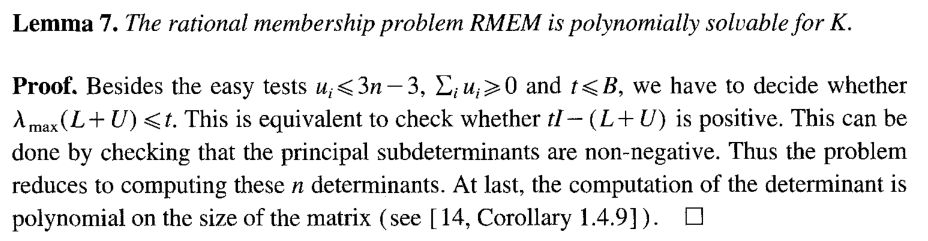 Lemma 7. The rational membership problem RMEM is polynomially solvable for K.
Proof. Besides the easy tests uᵢ⩽3n−3, Σᵢuᵢ⩾0 and t⩽B, we have to decide whether
λₘₐₓ(L+U)⩽t. This is equivalent to check whether tI−(L+U) is positive. This can be
done by checking that the principal subdeterminants are non-negative. Thus the problem
reduces to computing these n determinants. At last, the computation of the determinant is
polynomial on the size of the matrix (see [14, Corollary 1.4.9]). □